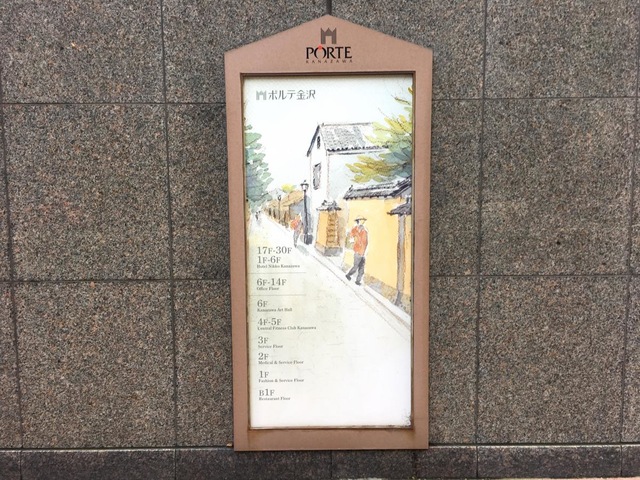 PORTE
KANAZAWA
ポルテ金沢
17F-30F
1F-6F
Hotel Nikko Kanazawa
6F-14F
Office Floor
6F
Kanazawa Art Hall
4F-5F
Central Fitness Club Kanazawa
3F
Service Floor
2F
Medical & Service Floor
1F
Fashion & Service Floor
B1F
Restaurant Floor